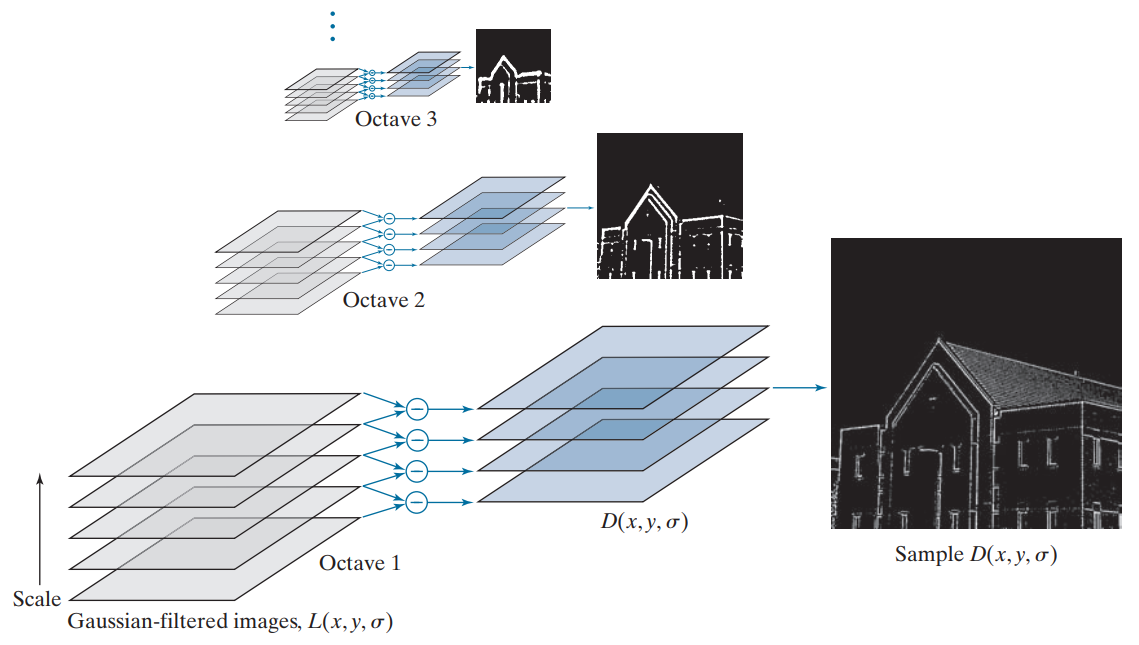 Octave 3
Octave 2
Octave 1
D(x, y, σ)
Sample D(x, y, σ)
Scale
Gaussian-filtered images, L(x, y, σ)